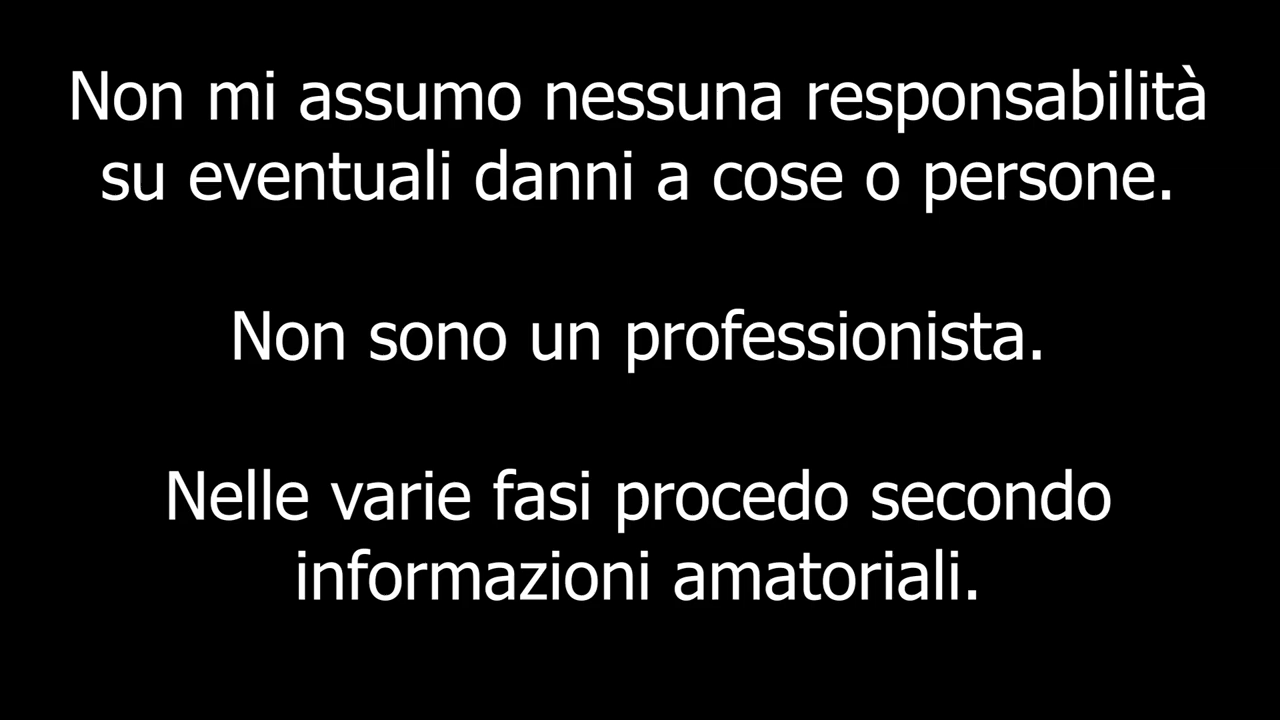 Non mi assumo nessuna responsabilità
su eventuali danni a cose o persone.
Non sono un professionista.
Nelle varie fasi procedo secondo
informazioni amatoriali.